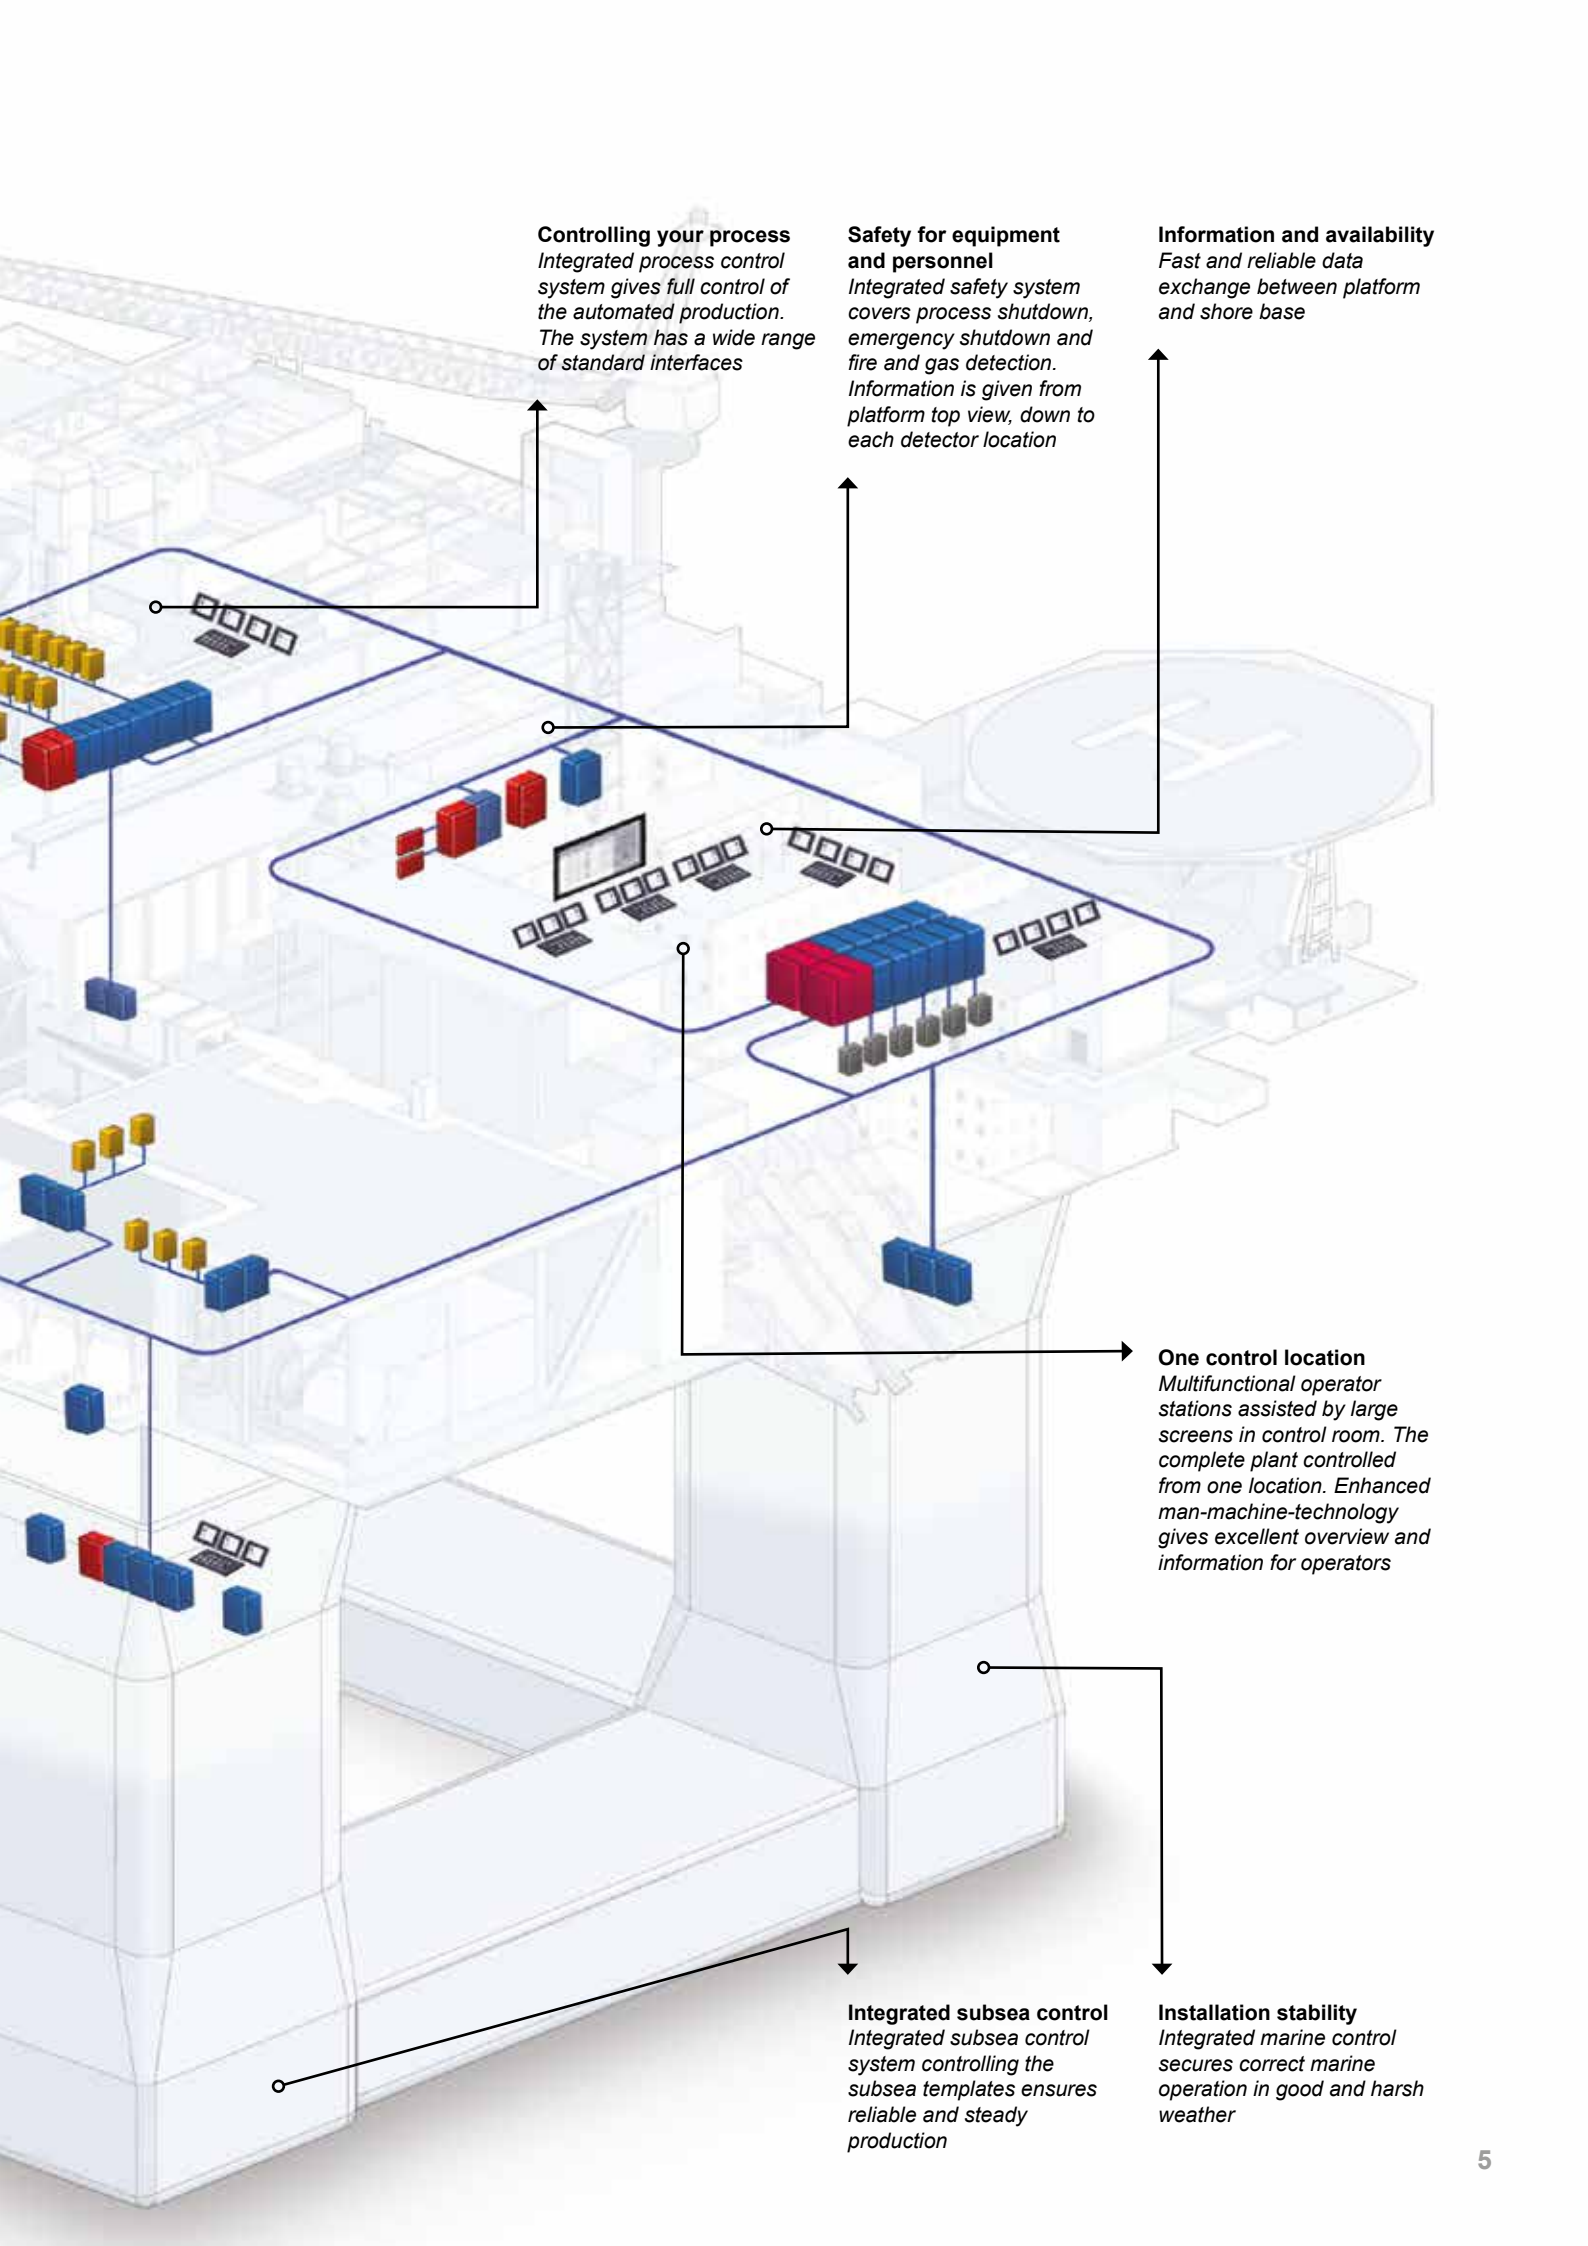 Controlling your process
Integrated process control
system gives full control of
the automated production.
The system has a wide range
of standard interfaces
Safety for equipment
and personnel
Integrated safety system
covers process shutdown,
emergency shutdown and
fire and gas detection.
Information is given from
platform top view, down to
each detector location
Information and availability
Fast and reliable data
exchange between platform
and shore base
H
One control location
Multifunctional operator
stations assisted by large
screens in control room. The
complete plant controlled
from one location. Enhanced
man-machine-technology
gives excellent overview and
information for operators
Integrated subsea control
Integrated subsea control
system controlling the
subsea templates ensures
reliable and steady
production
Installation stability
Integrated marine control
secures correct marine
operation in good and harsh
weather
5